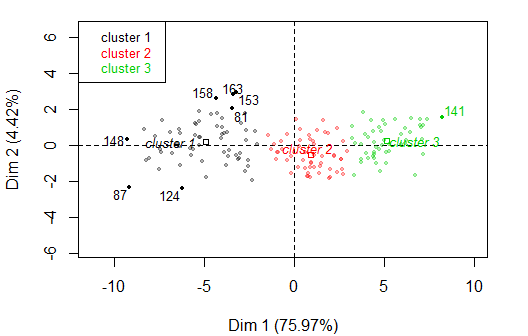 cluster 1
cluster 2
cluster 3
6
4
2
0
-2
-4
-6
Dim 2 (4.42%)
158 163
153
81
141
148 cluster 1
cluster 2
cluster 3
87
124
-10 -5 0 5 10
Dim 1 (75.97%)